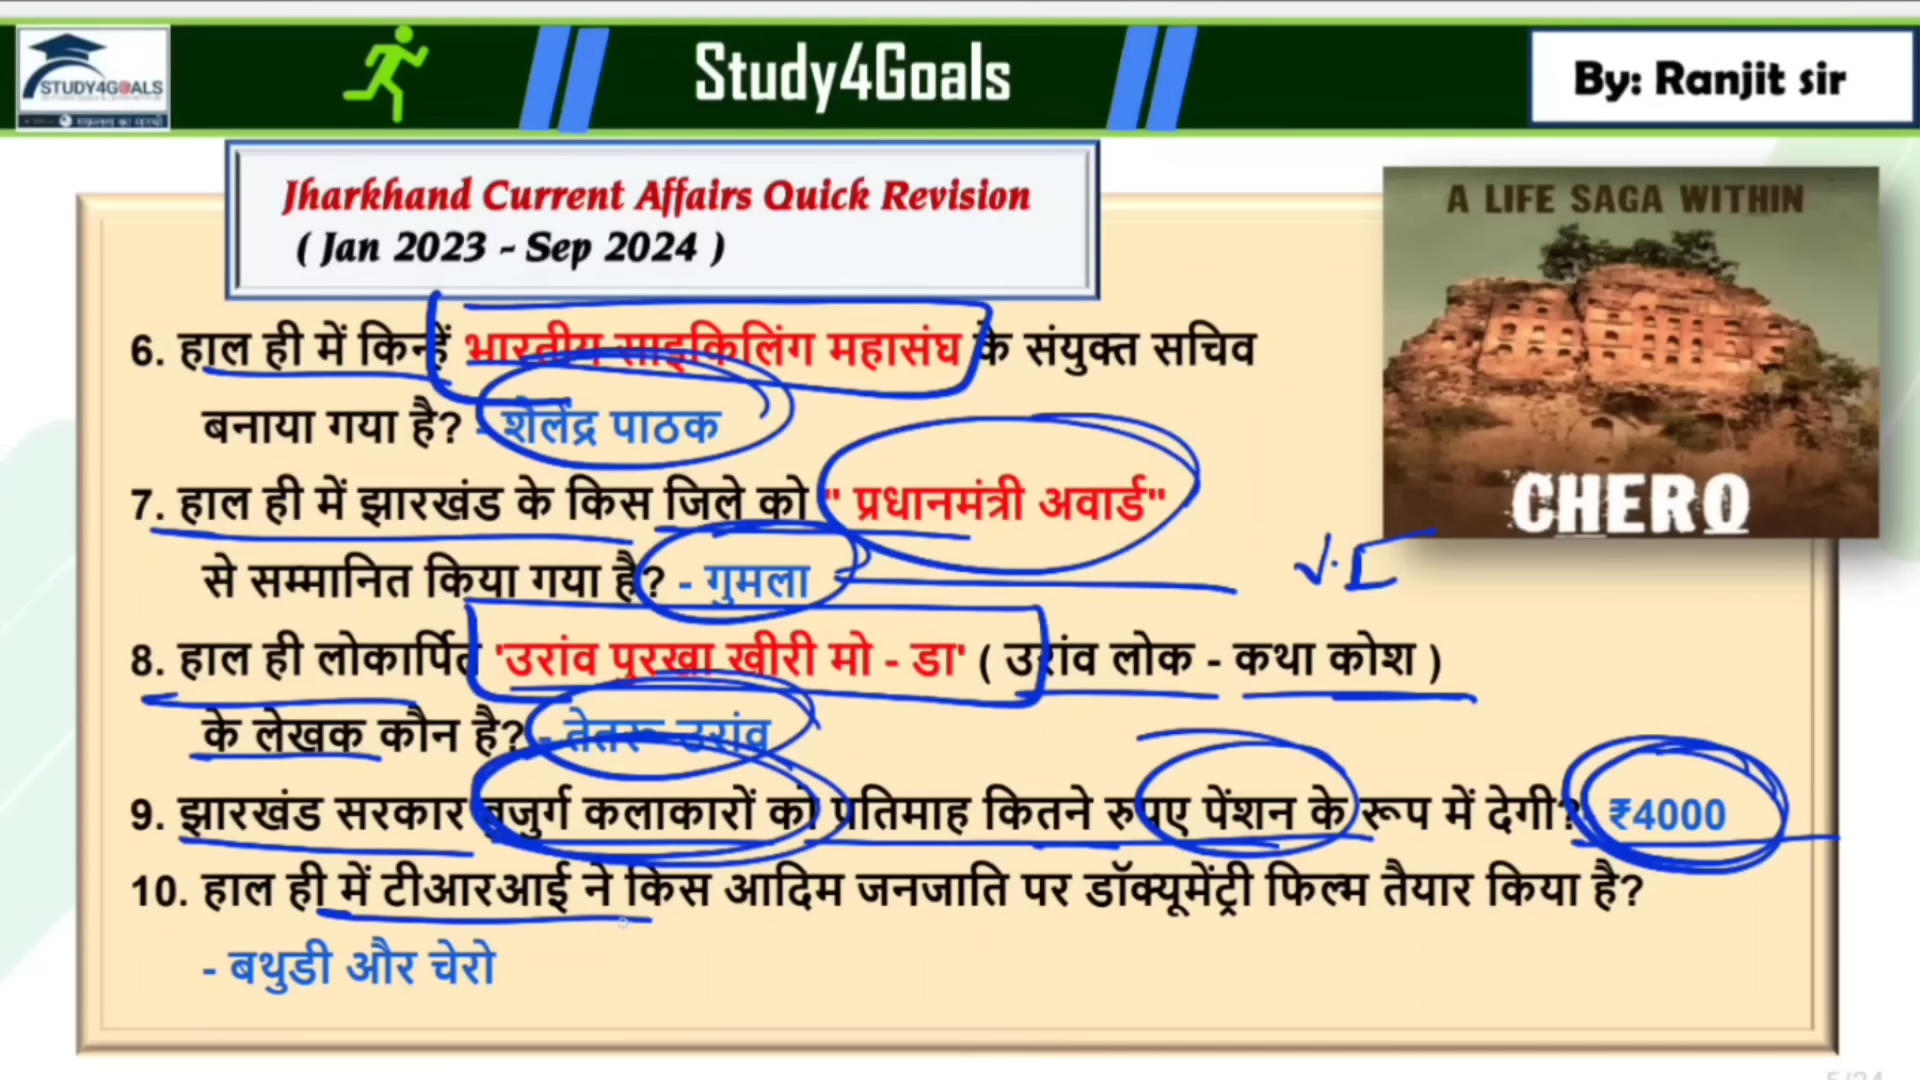 STUDY4GOALS
Study4Goals
By: Ranjit sir
Jharkhand Current Affairs Quick Revision
( Jan 2023 - Sep 2024 )
A LIFE SAGA WITHIN
CHERO
6. हाल ही में किन्हें भारतीय साइकिलिंग महासंघ के संयुक्त सचिव
बनाया गया है? - शैलेंद्र पाठक
7. हाल ही में झारखंड के किस जिले को " प्रधानमंत्री अवार्ड"
से सम्मानित किया गया है? - गुमला
V.I
8. हाल ही लोकार्पित 'उरांव पुरखा खीरी मो - डा' ( उरांव लोक - कथा कोश )
के लेखक कौन है? - तेतरू उरांव
9. झारखंड सरकार बुजुर्ग कलाकारों को प्रतिमाह कितने रुपए पेंशन के रूप में देगी? ₹4000
10. हाल ही में टीआरआई ने किस आदिम जनजाति पर डॉक्यूमेंट्री फिल्म तैयार किया है?
- बथुडी और चेरो